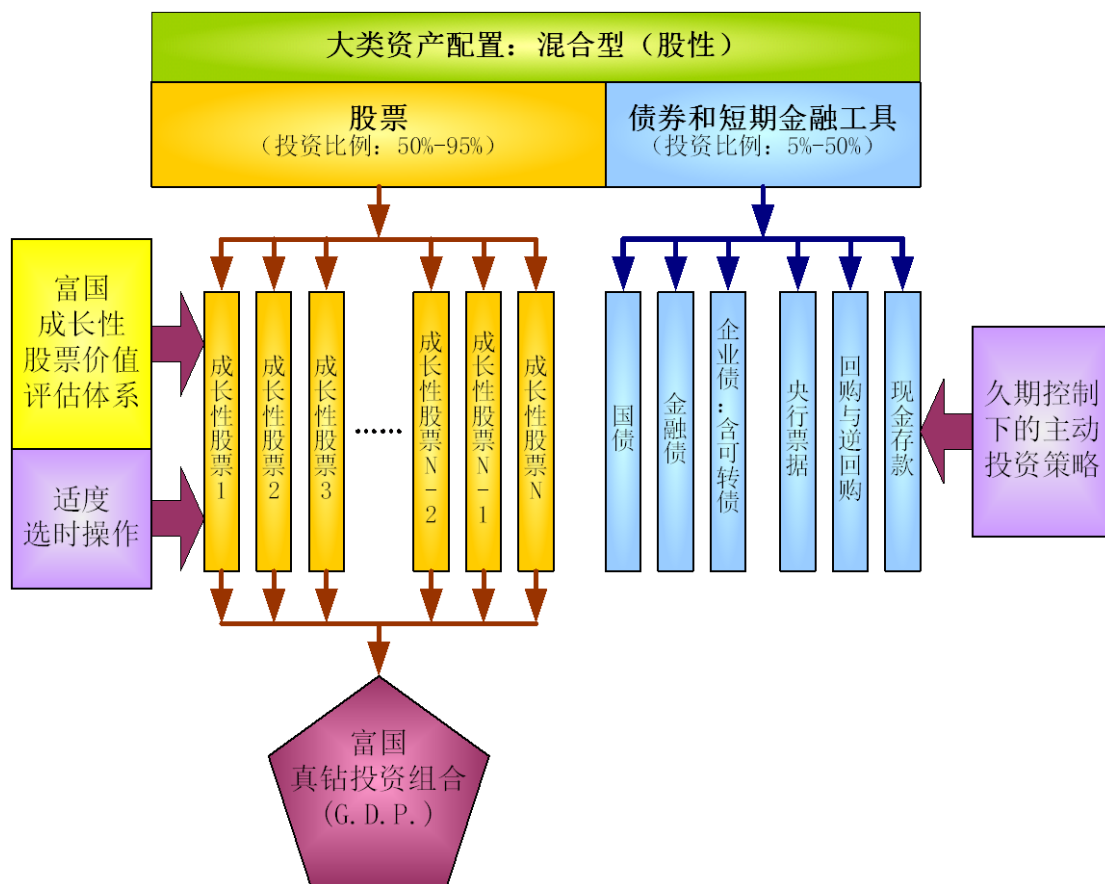 大类资产配置：混合型（股性）
股票
（投资比例：50%-95%）
债券和短期金融工具
（投资比例：5%-50%）
富国
成长性
股票价值
评估体系
适度
选时操作
成长性股票1
成长性股票2
成长性股票3
……
成长性股票N-2
成长性股票N-1
成长性股票N
国债
金融债
企业债：含可转债
央行票据
回购与逆回购
现金存款
久期控制
下的主动
投资策略
富国
真钻投资组合
(G.D.P.)